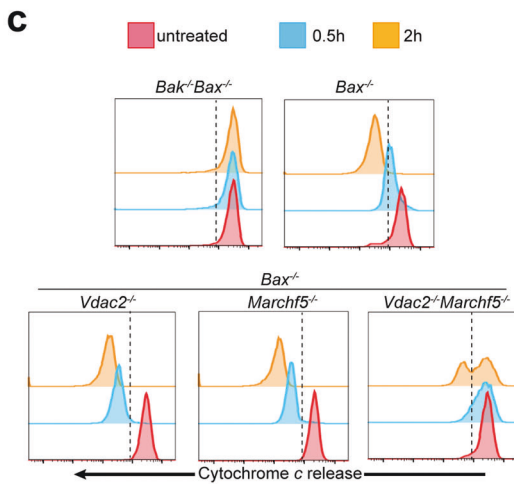 c
untreated 0.5h 2h
Bak-/-Bax-/- Bax-/-
Bax-/-
Vdac2-/- Marchf5-/- Vdac2-/-Marchf5-/-
Cytochrome c release